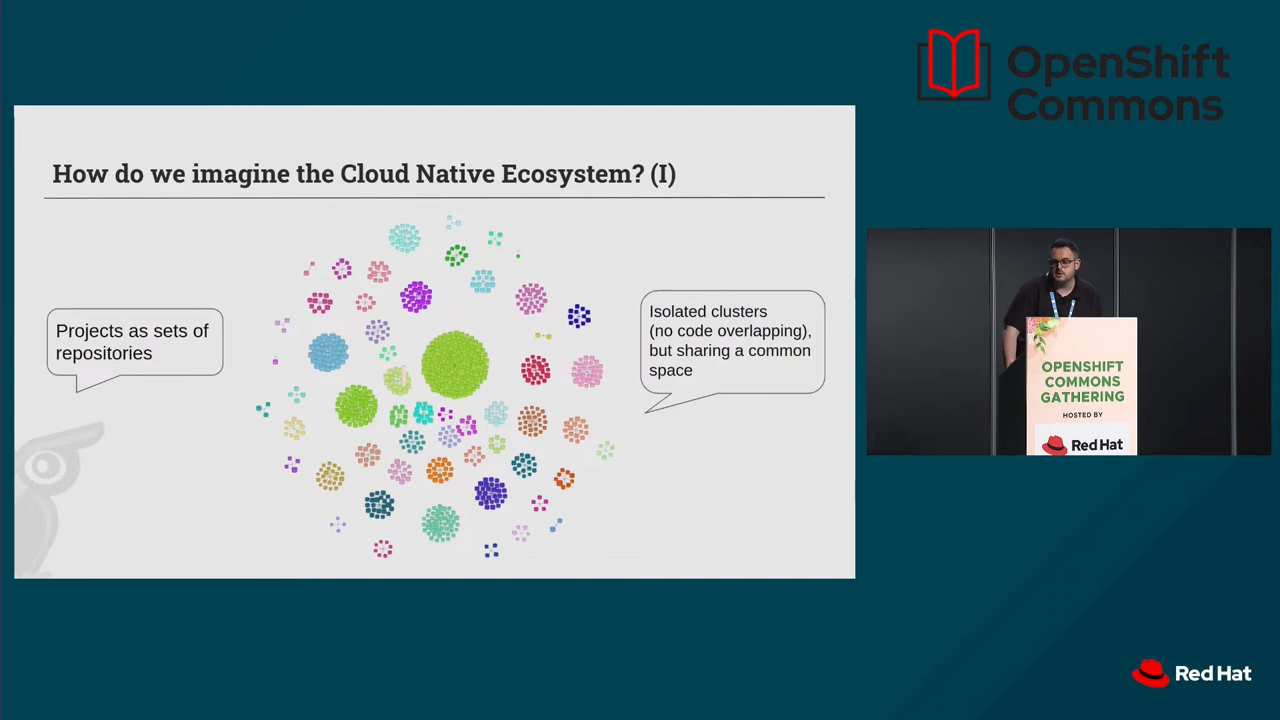 OpenShift
Commons
How do we imagine the Cloud Native Ecosystem? (I)
Projects as sets of
repositories
Isolated clusters
(no code overlapping),
but sharing a common
space
OPENSHIFT
COMMONS
GATHERING
HOSTED BY
Red Hat
Red Hat